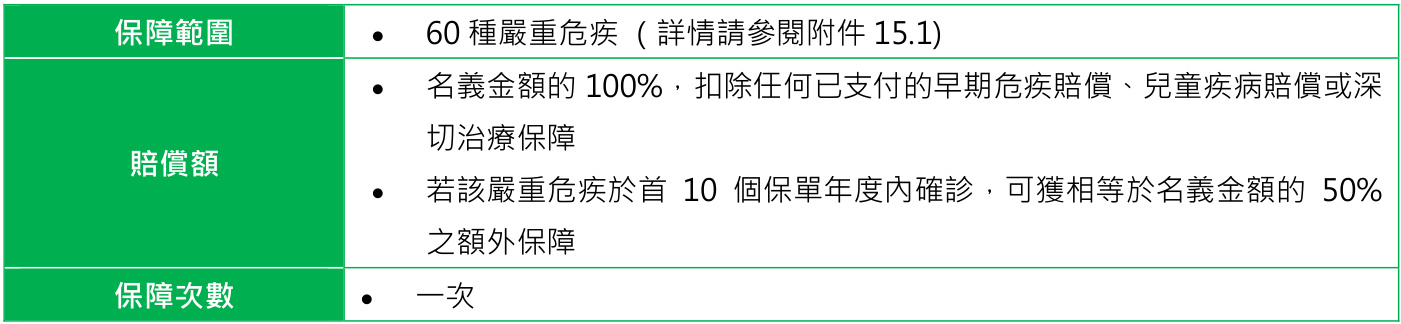 保障範圍
• 60 種嚴重危疾 ( 詳情請參閱附件 15.1)
賠償額
• 名義金額的 100%，扣除任何已支付的早期危疾賠償、兒童疾病賠償或深
切治療保障
• 若該嚴重危疾於首 10 個保單年度內確診，可獲相等於名義金額的 50%
之額外保障
保障次數
• 一次